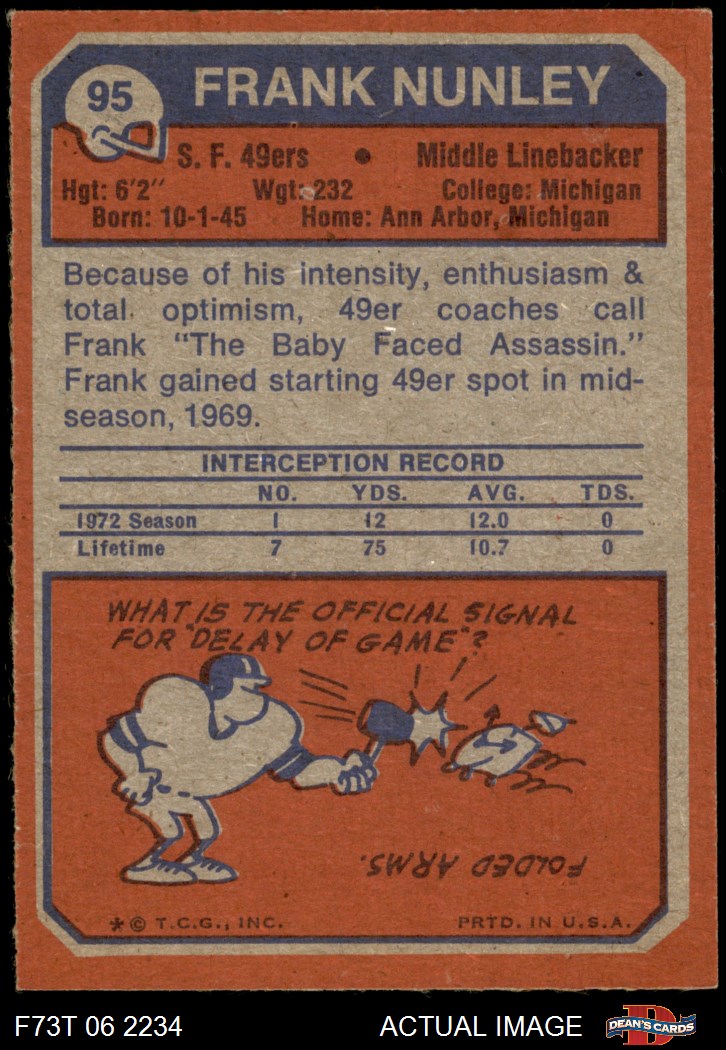 95
FRANK NUNLEY
S. F. 49ers • Middle Linebacker
Hgt: 6'2" Wgt: 232 College: Michigan
Born: 10-1-45 Home: Ann Arbor, Michigan
Because of his intensity, enthusiasm &
total optimism, 49er coaches call
Frank "The Baby Faced Assassin."
Frank gained starting 49er spot in mid-
season, 1969.
INTERCEPTION RECORD
NO. YDS. AVG. TDS.
1972 Season 1 12 12.0 0
Lifetime 7 75 10.7 0
WHAT IS THE OFFICIAL SIGNAL
FOR "DELAY OF GAME"?
FOLDED ARMS.
* © T.C.G., INC. PRTD. IN U.S.A.
F73T 06 2234 ACTUAL IMAGE
D
DEAN'S CARDS